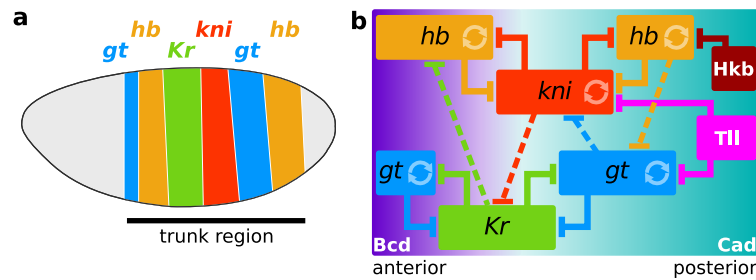 a
hb kni hb
gt Kr gt
trunk region
b
hb hb
Hkb
kni
Tll
gt gt
Kr
Bcd Cad
anterior posterior